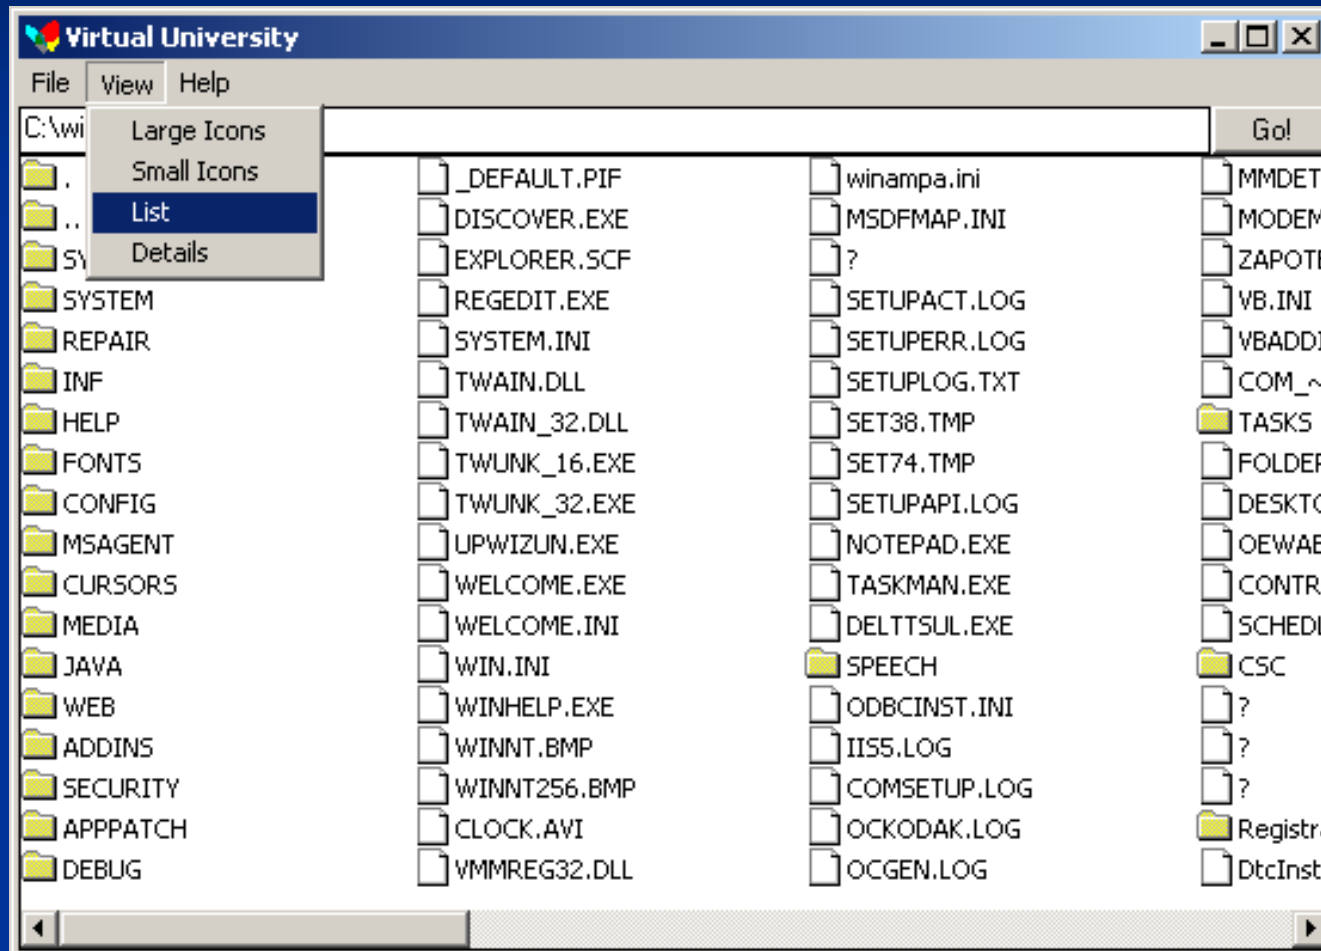 Virtual University
File View Help
C:\wi
Go!
Large Icons
Small Icons
List
Details
.
..
SY
SYSTEM
REPAIR
INF
HELP
FONTS
CONFIG
MSAGENT
CURSORS
MEDIA
JAVA
WEB
ADDINS
SECURITY
APPPATCH
DEBUG
_DEFAULT.PIF
DISCOVER.EXE
EXPLORER.SCF
REGEDIT.EXE
SYSTEM.INI
TWAIN.DLL
TWAIN_32.DLL
TWUNK_16.EXE
TWUNK_32.EXE
UPWIZUN.EXE
WELCOME.EXE
WELCOME.INI
WIN.INI
WINHELP.EXE
WINNT.BMP
WINNT256.BMP
CLOCK.AVI
VMMREG32.DLL
winampa.ini
MSDFMAP.INI
?
SETUPACT.LOG
SETUPERR.LOG
SETUPLOG.TXT
SET38.TMP
SET74.TMP
SETUPAPI.LOG
NOTEPAD.EXE
TASKMAN.EXE
DELTTSUL.EXE
SPEECH
ODBCINST.INI
IIS5.LOG
COMSETUP.LOG
OCKODAK.LOG
OCGEN.LOG
MMDET
MODEM
ZAPOTE
VB.INI
VBADDI
COM_~
TASKS
FOLDER
DESKTO
OEWAB
CONTR
SCHEDL
CSC
?
?
?
Registra
DtcInst